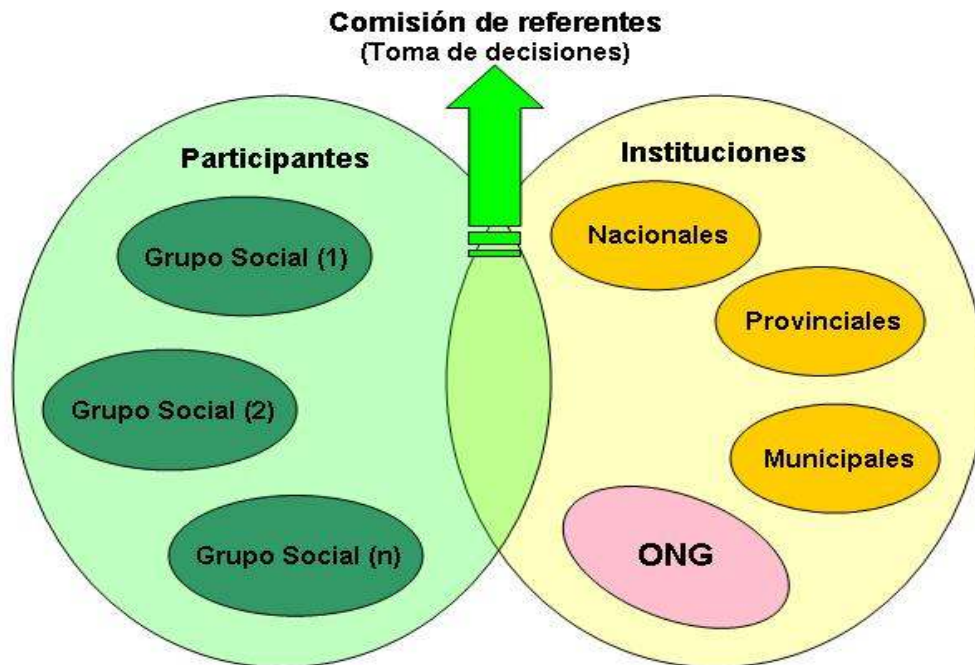 Comisión de referentes
(Toma de decisiones)
Participantes
Grupo Social (1)
Grupo Social (2)
Grupo Social (n)
Instituciones
Nacionales
Provinciales
Municipales
ONG